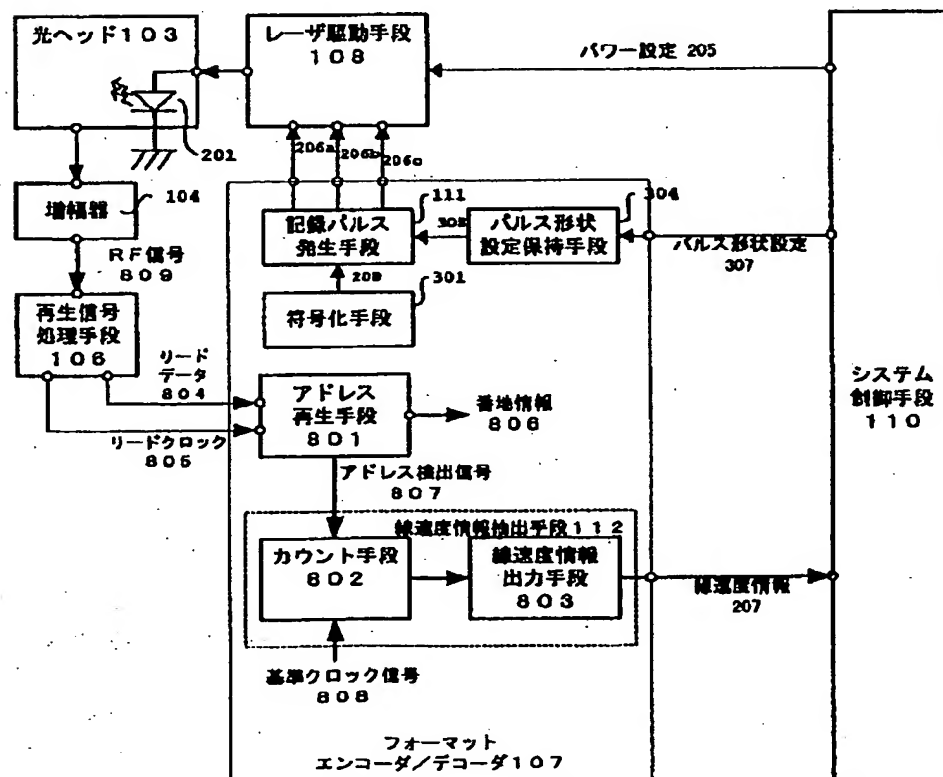 光ヘッド103
201
レーザ駆動手段
108
パワー設定 205
206a
206b
206c
増幅器
104
RF信号
809
再生信号
処理手段
106
記録パルス
発生手段
111
パルス形状
設定保持手段
304
パルス形状設定
307
符号化手段
301
リード
データ
804
リードクロック
805
アドレス
再生手段
801
番地情報
806
アドレス検出信号
807
線速度情報検出手段112
カウント手段
802
線速度情報
出力手段
803
線速度情報
207
基準クロック信号
808
フォーマット
エンコーダ/デコーダ107
システム
制御手段
110